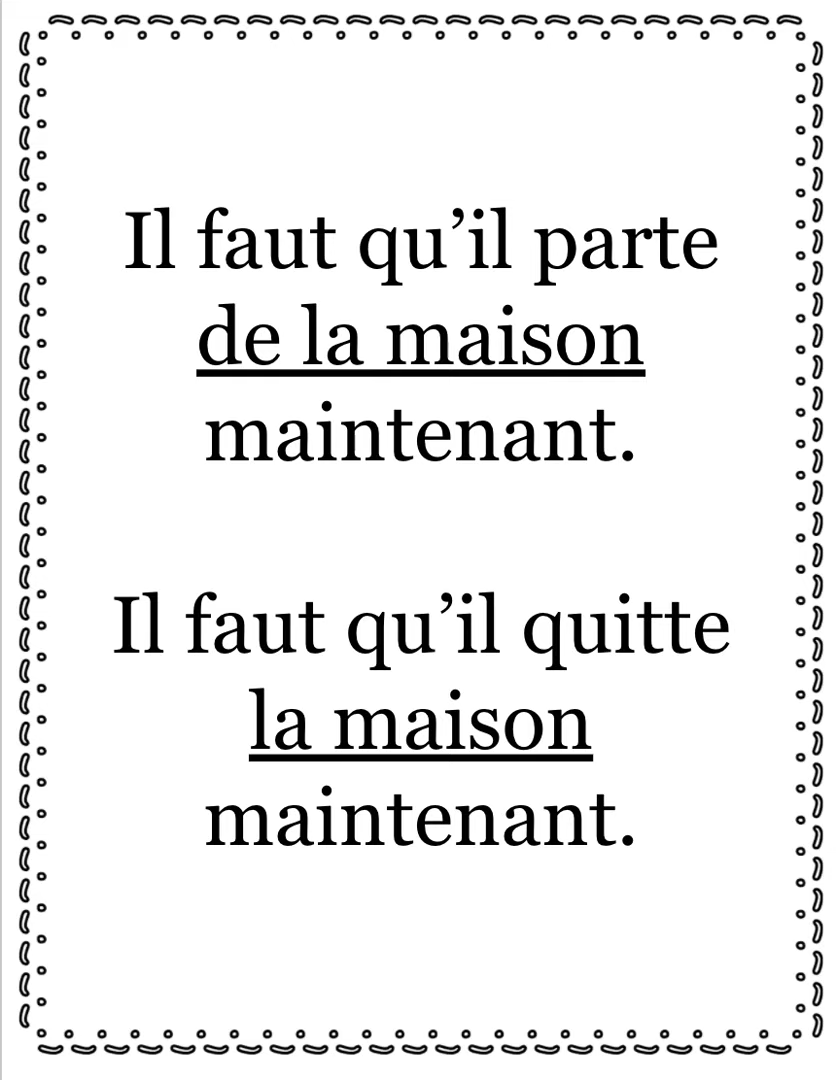 Il faut qu’il parte
de la maison
maintenant.
Il faut qu’il quitte
la maison
maintenant.